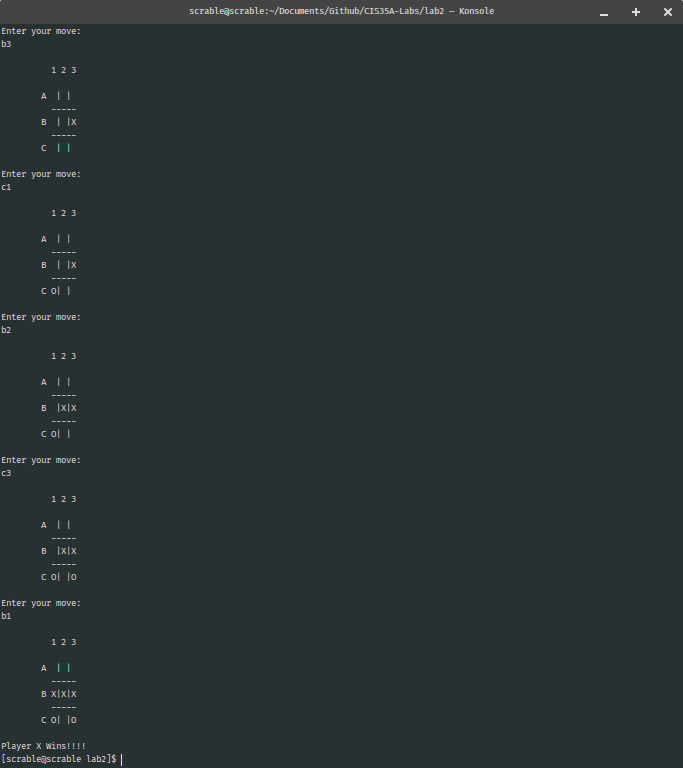 scrable@scrable:~/Documents/Github/CIS35A-Labs/lab2 — Konsole
Enter your move:
b3
1 2 3
A  | |
-----
B  | |X
-----
C  | |
Enter your move:
c1
1 2 3
A  | |
-----
B  | |X
-----
C O| |
Enter your move:
b2
1 2 3
A  | |
-----
B  |X|X
-----
C O| |
Enter your move:
c3
1 2 3
A  | |
-----
B  |X|X
-----
C O| |O
Enter your move:
b1
1 2 3
A  | |
-----
B X|X|X
-----
C O| |O
Player X Wins!!!!
[scrable@scrable lab2]$